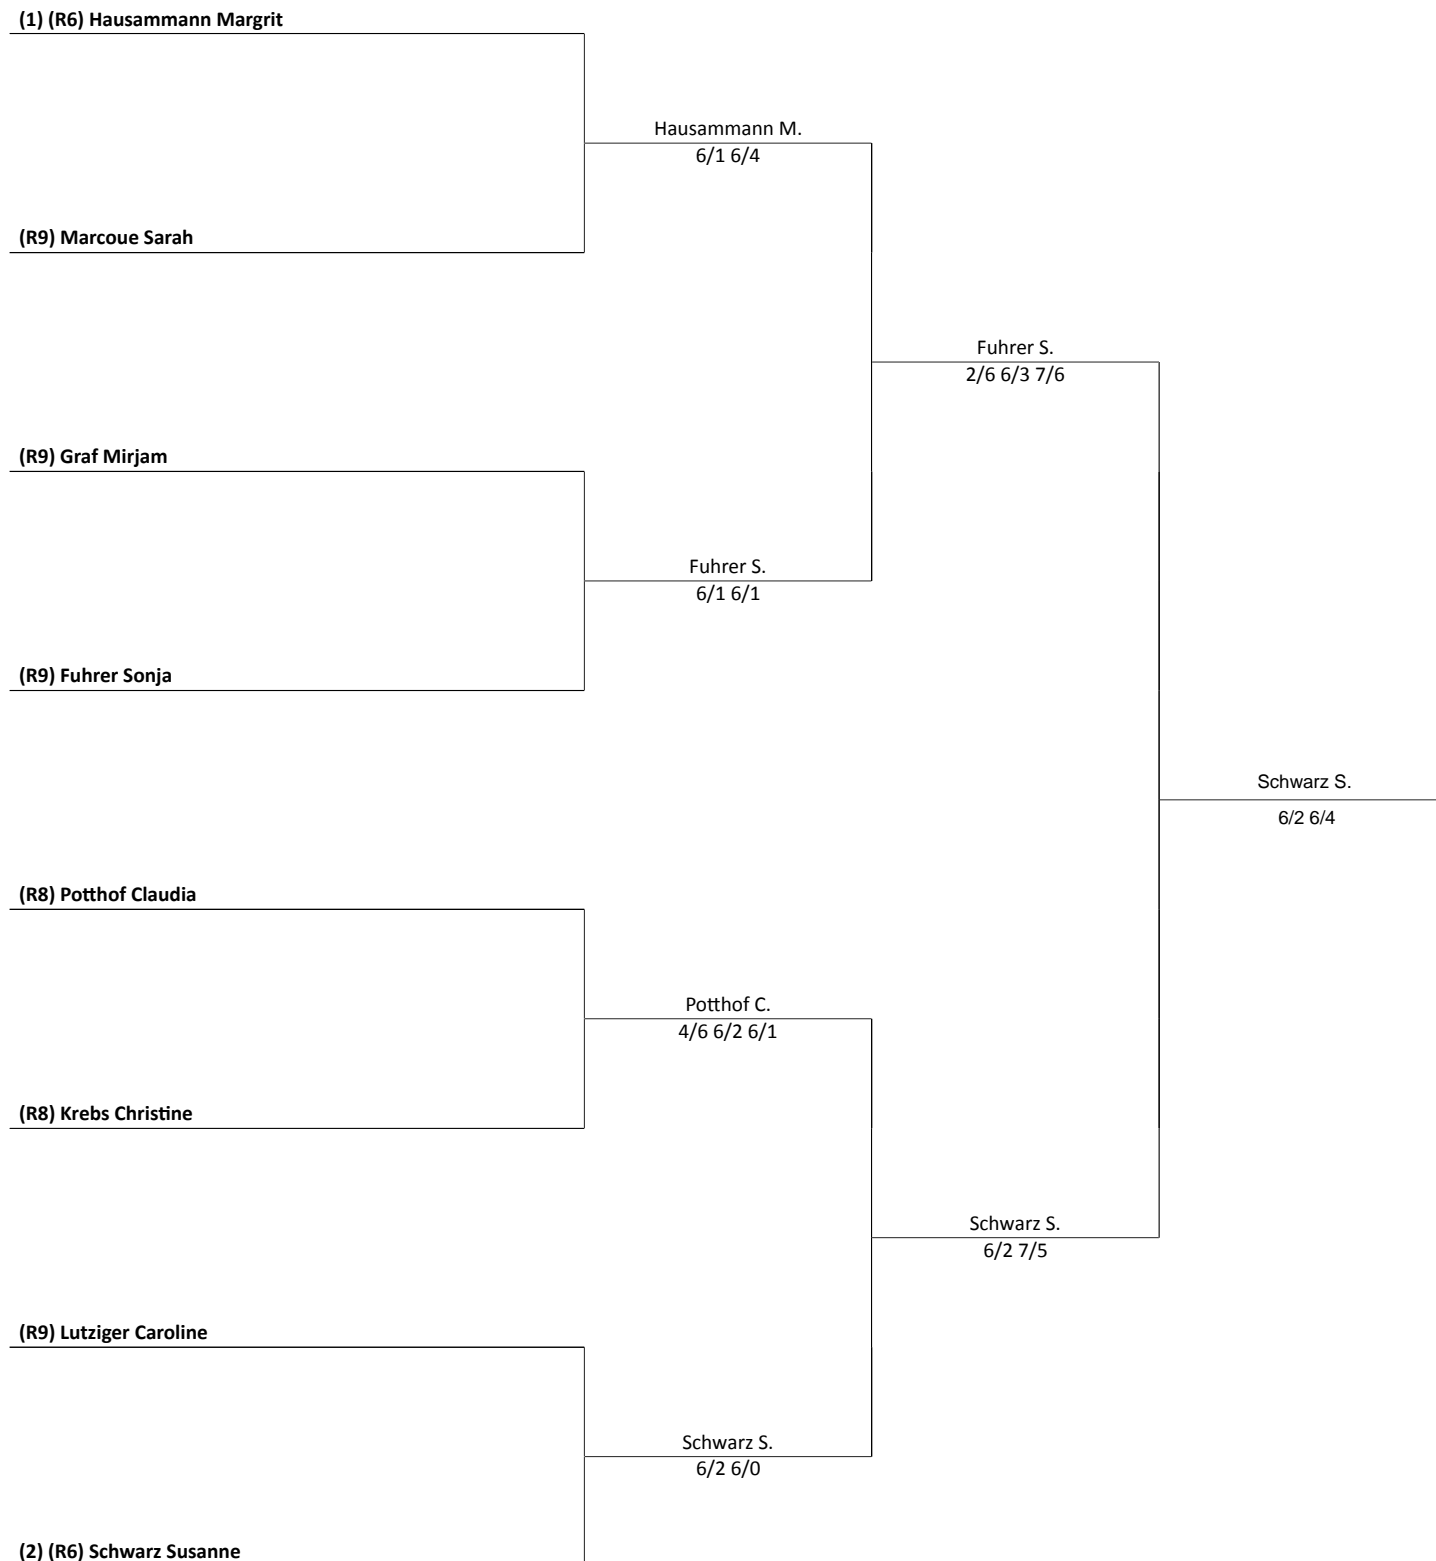 (1) (R6) Hausammann Margrit
Hausammann M.
6/1 6/4
(R9) Marcoue Sarah
Fuhrer S.
2/6 6/3 7/6
(R9) Graf Mirjam
Fuhrer S.
6/1 6/1
(R9) Fuhrer Sonja
Schwarz S.
6/2 6/4
(R8) Potthof Claudia
Potthof C.
4/6 6/2 6/1
(R8) Krebs Christine
Schwarz S.
6/2 7/5
(R9) Lutziger Caroline
Schwarz S.
6/2 6/0
(2) (R6) Schwarz Susanne